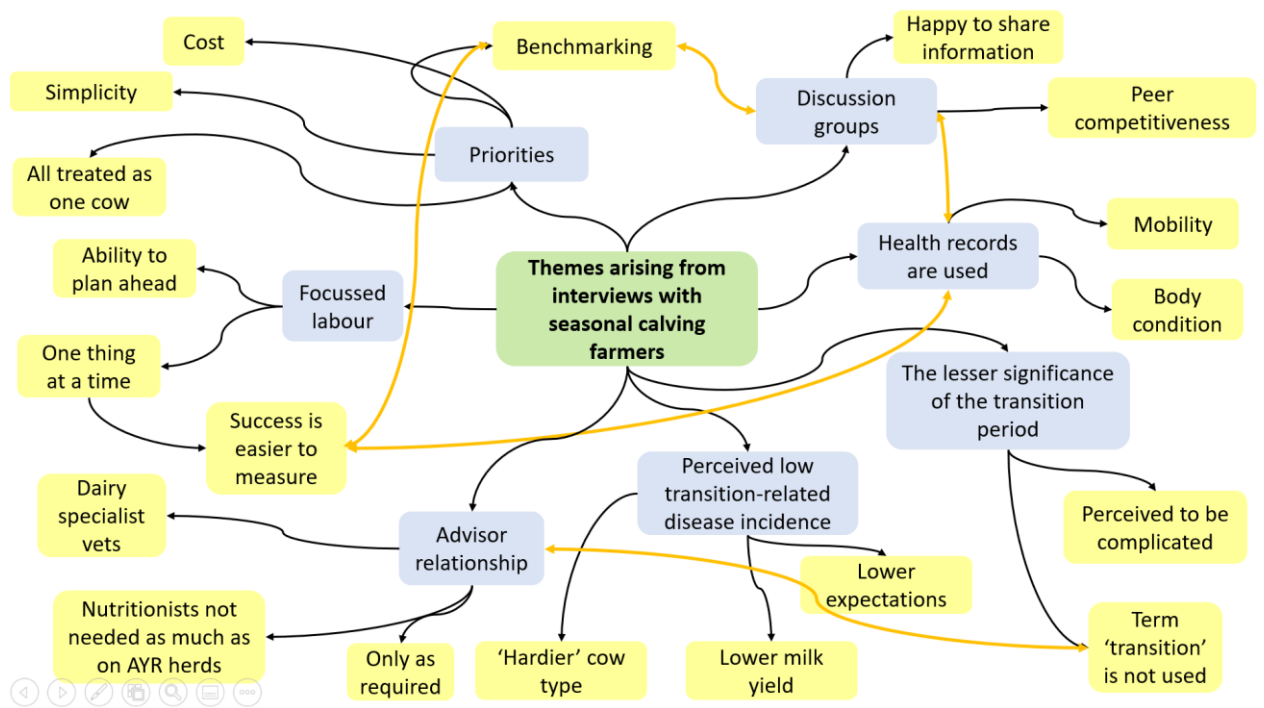 Cost
Benchmarking
Happy to share
information
Simplicity
Discussion
groups
Peer
competitiveness
Priorities
All treated as
one cow
Mobility
Health records
are used
Ability to
plan ahead
Focussed
labour
Themes arising from
interviews with
seasonal calving
farmers
Body
condition
One thing
at a time
The lesser significance
of the transition
period
Success is
easier to
measure
Perceived low
transition-related
disease incidence
Dairy
specialist
vets
Advisor
relationship
Perceived to be
complicated
Lower
expectations
Nutritionists not
needed as much as
on AYR herds
Only as
required
‘Hardier’ cow
type
Lower milk
yield
Term
‘transition’
is not used